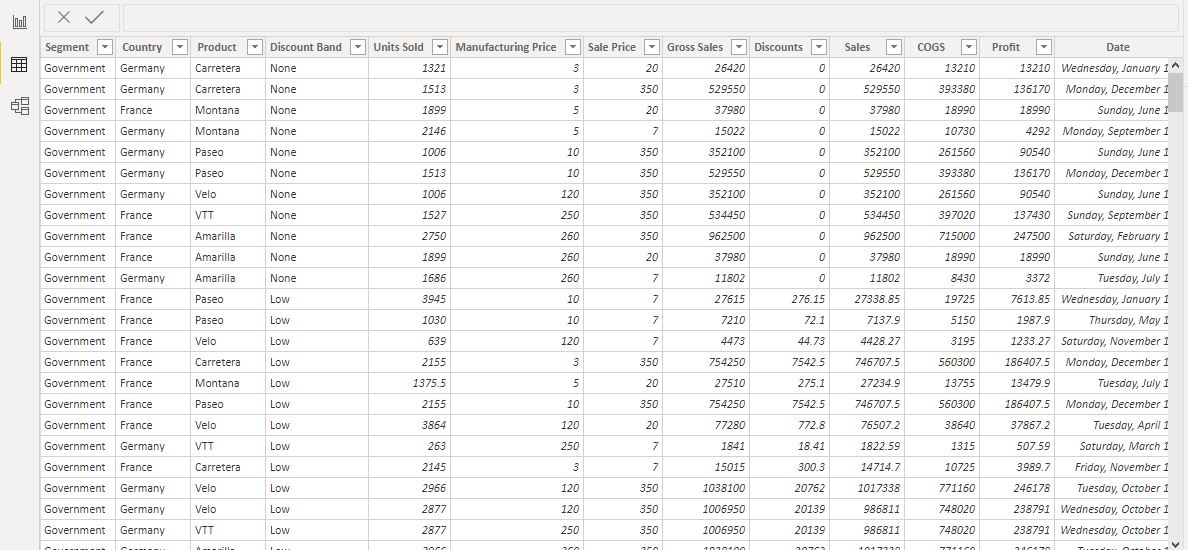 Segment Country Product Discount Band Units Sold Manufacturing Price Sale Price Gross Sales Discounts Sales COGS Profit Date
Government Germany Carretera None 1321 3 20 26420 0 26420 13210 13210 Wednesday, January 1
Government Germany Carretera None 1513 3 350 529550 0 529550 393380 136170 Monday, December 1
Government France Montana None 1899 5 20 37980 0 37980 18990 18990 Sunday, June 1
Government Germany Montana None 2146 5 7 15022 0 15022 10730 4292 Monday, September 1
Government Germany Paseo None 1006 10 350 352100 0 352100 261560 90540 Sunday, June 1
Government Germany Paseo None 1513 10 350 529550 0 529550 393380 136170 Monday, December 1
Government Germany Velo None 1006 120 350 352100 0 352100 261560 90540 Sunday, June 1
Government France VTT None 1527 250 350 534450 0 534450 397020 137430 Sunday, September 1
Government France Amarilla None 2750 260 350 962500 0 962500 715000 247500 Saturday, February 1
Government France Amarilla None 1899 260 20 37980 0 37980 18990 18990 Sunday, June 1
Government Germany Amarilla None 1686 260 7 11802 0 11802 8430 3372 Tuesday, July 1
Government France Paseo Low 3945 10 7 27615 276.15 27338.85 19725 7613.85 Wednesday, January 1
Government France Paseo Low 1030 10 7 7210 72.1 7137.9 5150 1987.9 Thursday, May 1
Government France Velo Low 639 120 7 4473 44.73 4428.27 3195 1233.27 Saturday, November 1
Government France Carretera Low 2155 3 350 754250 7542.5 746707.5 560300 186407.5 Monday, December 1
Government France Montana Low 1375.5 5 20 27510 275.1 27234.9 13755 13479.9 Tuesday, July 1
Government France Paseo Low 2155 10 350 754250 7542.5 746707.5 560300 186407.5 Monday, December 1
Government France Velo Low 3864 120 20 77280 772.8 76507.2 38640 37867.2 Tuesday, April 1
Government Germany VTT Low 263 250 7 1841 18.41 1822.59 1315 507.59 Saturday, March 1
Government France Carretera Low 2145 3 7 15015 300.3 14714.7 10725 3989.7 Friday, November 1
Government Germany Velo Low 2966 120 350 1038100 20762 1017338 771160 246178 Tuesday, October 1
Government Germany Velo Low 2877 120 350 1006950 20139 986811 748020 238791 Wednesday, October 1
Government Germany VTT Low 2877 250 350 1006950 20139 986811 748020 238791 Wednesday, October 1